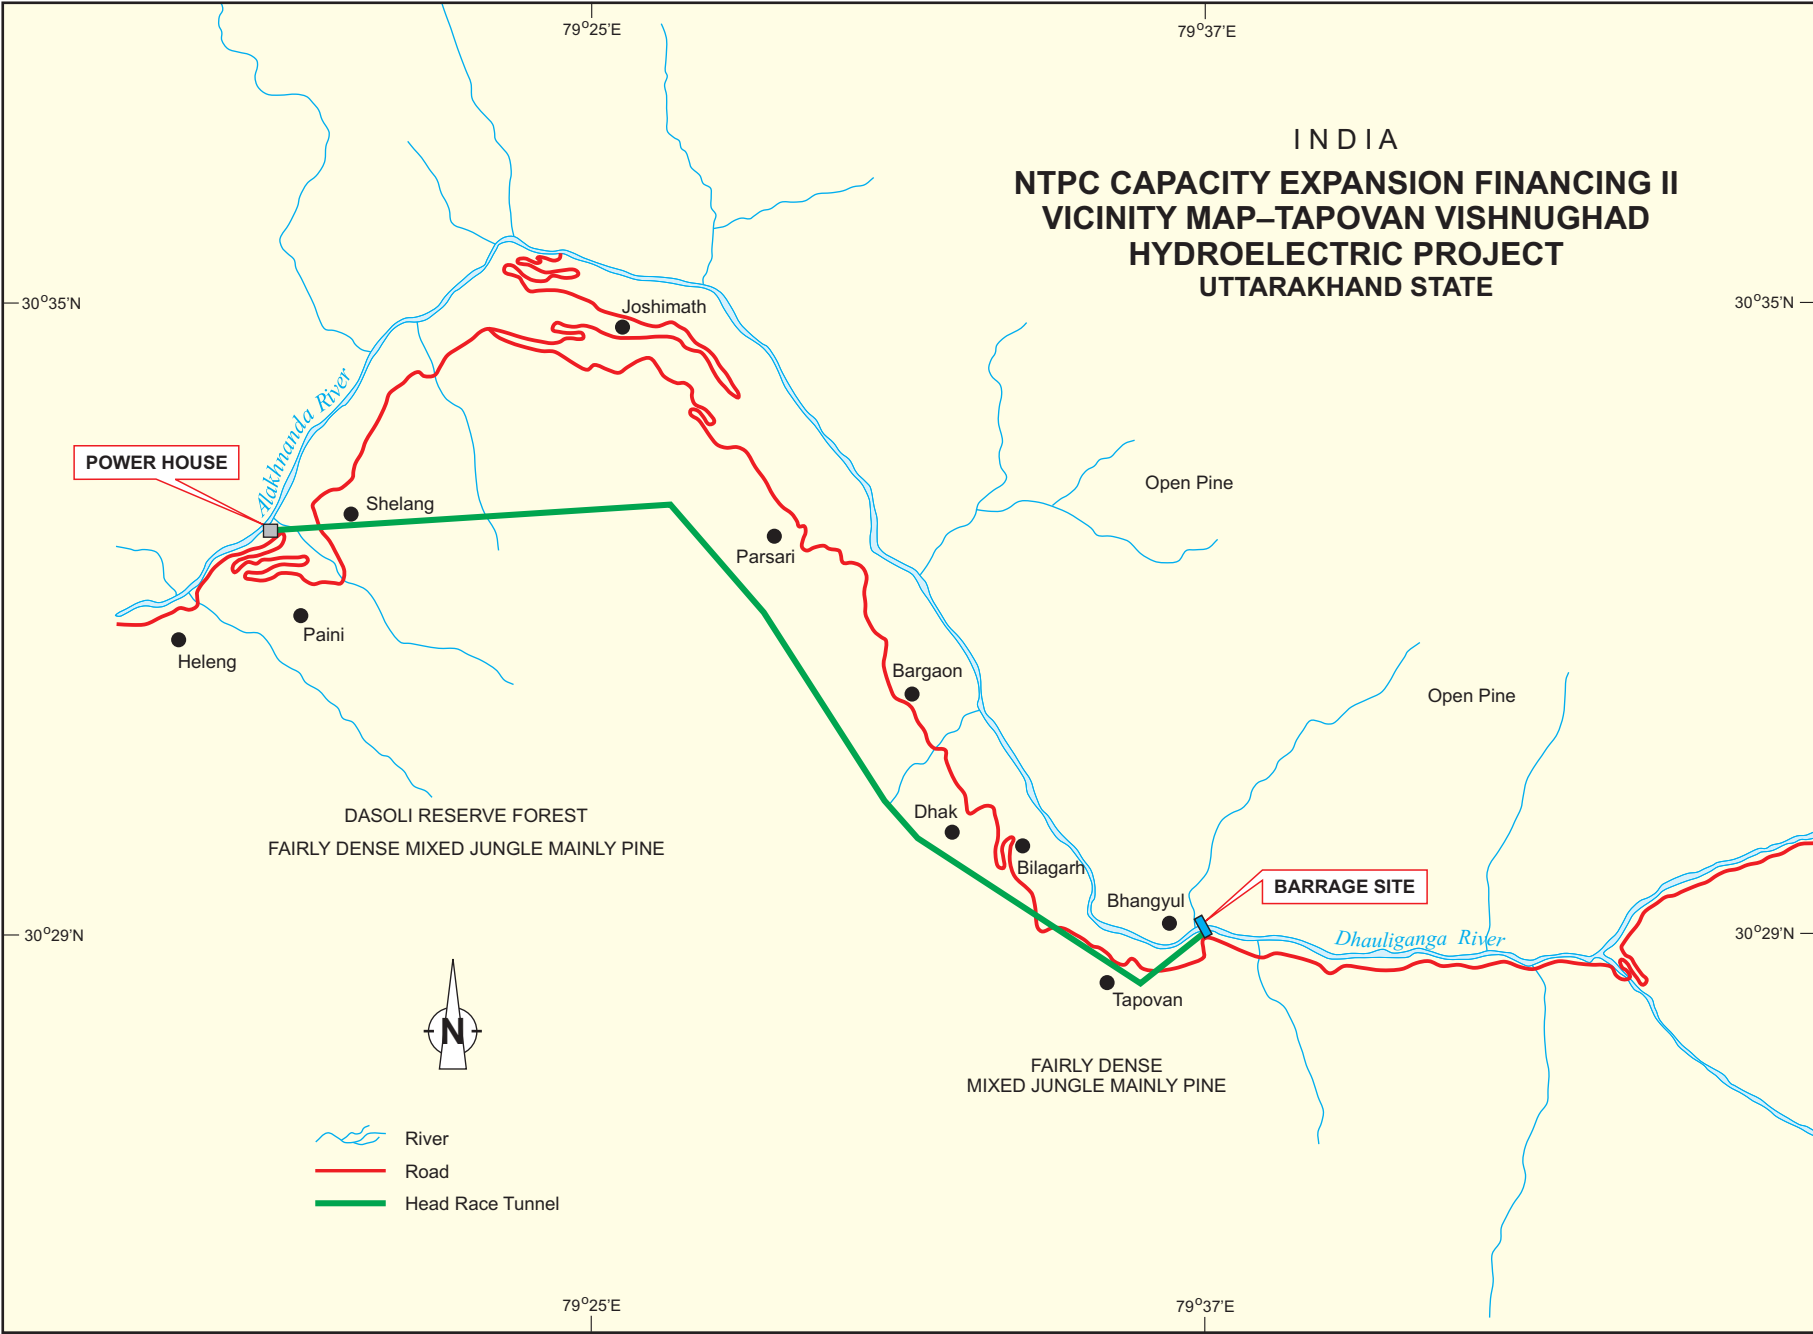 79°25'E
79°37'E
INDIA
NTPC CAPACITY EXPANSION FINANCING II
VICINITY MAP–TAPOVAN VISHNUGHAD
HYDROELECTRIC PROJECT
UTTARAKHAND STATE
30°35'N
30°35'N
Joshimath
Alakhnanda River
POWER HOUSE
Shelang
Open Pine
Parsari
Paini
Heleng
Bargaon
Open Pine
DASOLI RESERVE FOREST
FAIRLY DENSE MIXED JUNGLE MAINLY PINE
Dhak
Bilagarh
BARRAGE SITE
Bhangyul
30°29'N
Dhauliganga River
30°29'N
Tapovan
N
FAIRLY DENSE
MIXED JUNGLE MAINLY PINE
River
Road
Head Race Tunnel
79°25'E
79°37'E